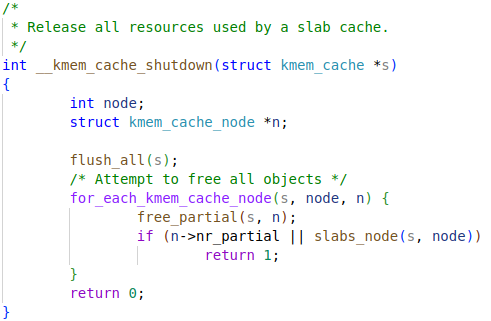 /*
 * Release all resources used by a slab cache.
 */
int __kmem_cache_shutdown(struct kmem_cache *s)
{
        int node;
        struct kmem_cache_node *n;

        flush_all(s);
        /* Attempt to free all objects */
        for_each_kmem_cache_node(s, node, n) {
                free_partial(s, n);
                if (n->nr_partial || slabs_node(s, node))
                        return 1;
        }
        return 0;
}